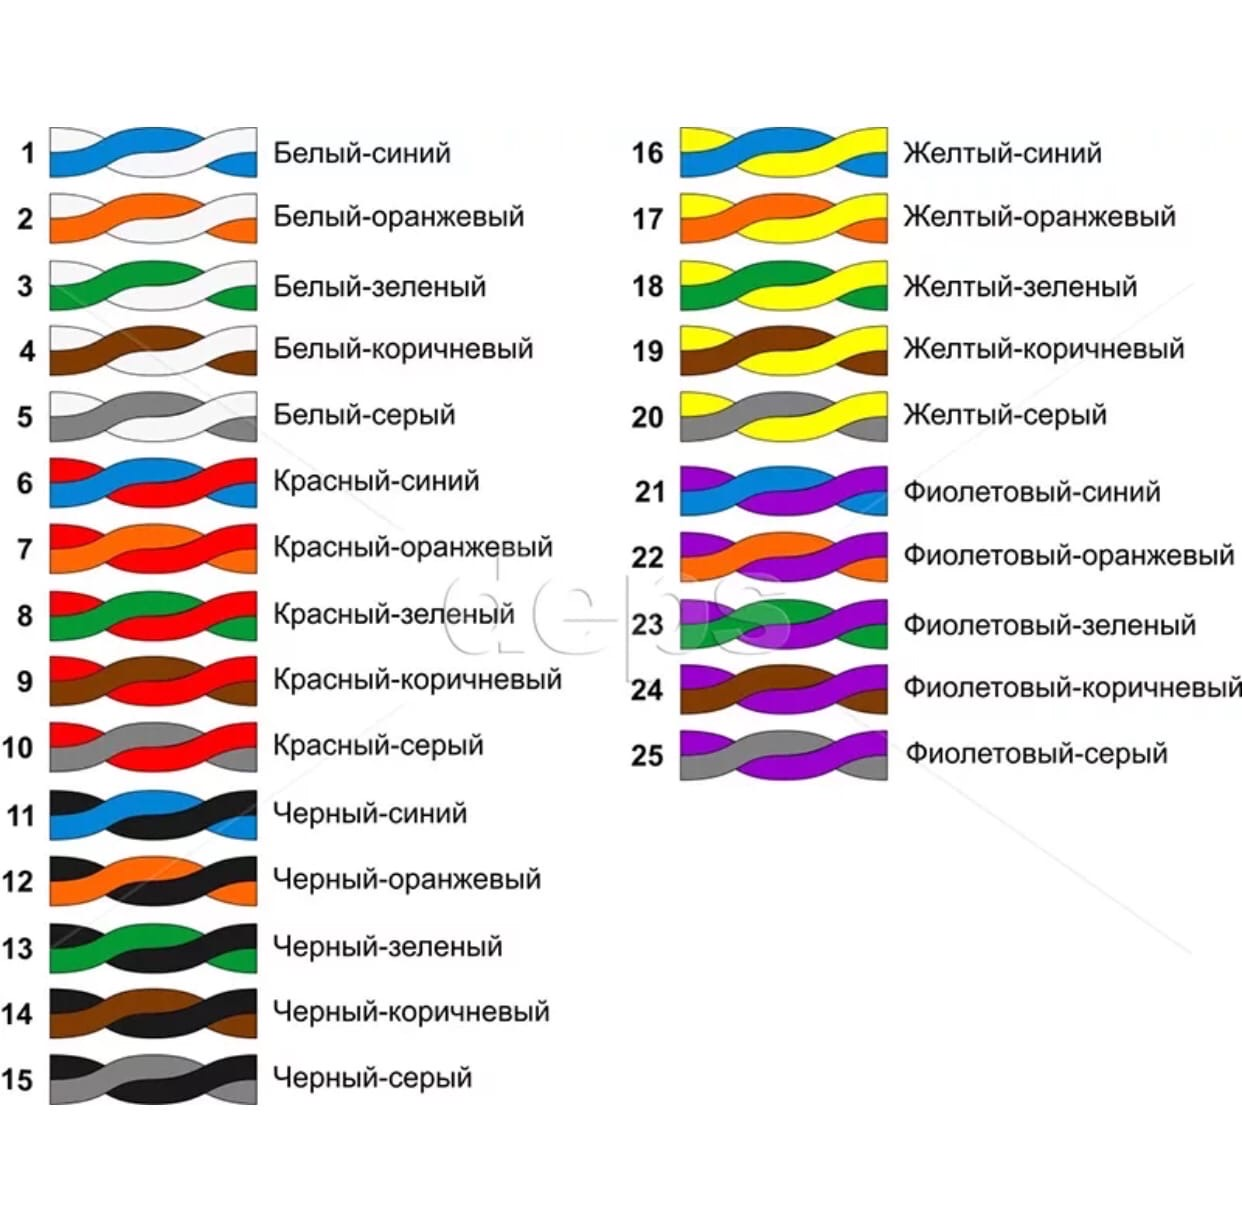 1 Белый-синий
2 Белый-оранжевый
3 Белый-зеленый
4 Белый-коричневый
5 Белый-серый
6 Красный-синий
7 Красный-оранжевый
8 Красный-зеленый
9 Красный-коричневый
10 Красный-серый
11 Черный-синий
12 Черный-оранжевый
13 Черный-зеленый
14 Черный-коричневый
15 Черный-серый
16 Желтый-синий
17 Желтый-оранжевый
18 Желтый-зеленый
19 Желтый-коричневый
20 Желтый-серый
21 Фиолетовый-синий
22 Фиолетовый-оранжевый
23 Фиолетовый-зеленый
24 Фиолетовый-коричневый
25 Фиолетовый-серый
deps